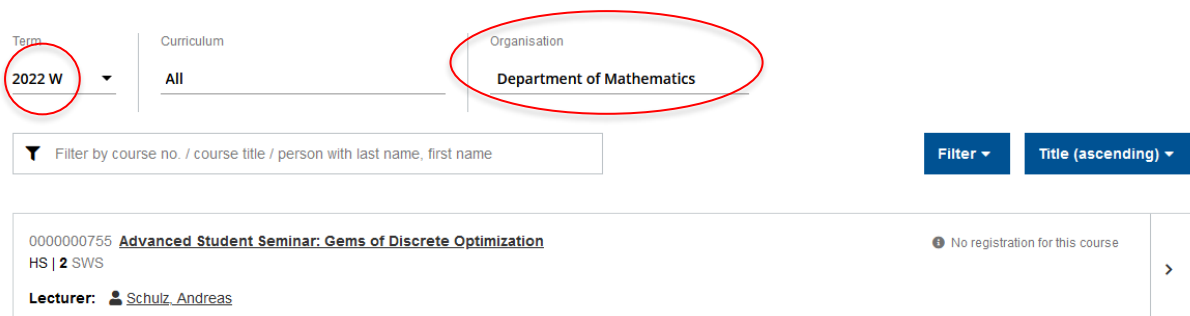 Term Curriculum Organisation
2022 W All Department of Mathematics
Filter by course no. / course title / person with last name, first name Filter Title (ascending)
0000000755 Advanced Student Seminar: Gems of Discrete Optimization No registration for this course
HS | 2 SWS
Lecturer: Schulz, Andreas